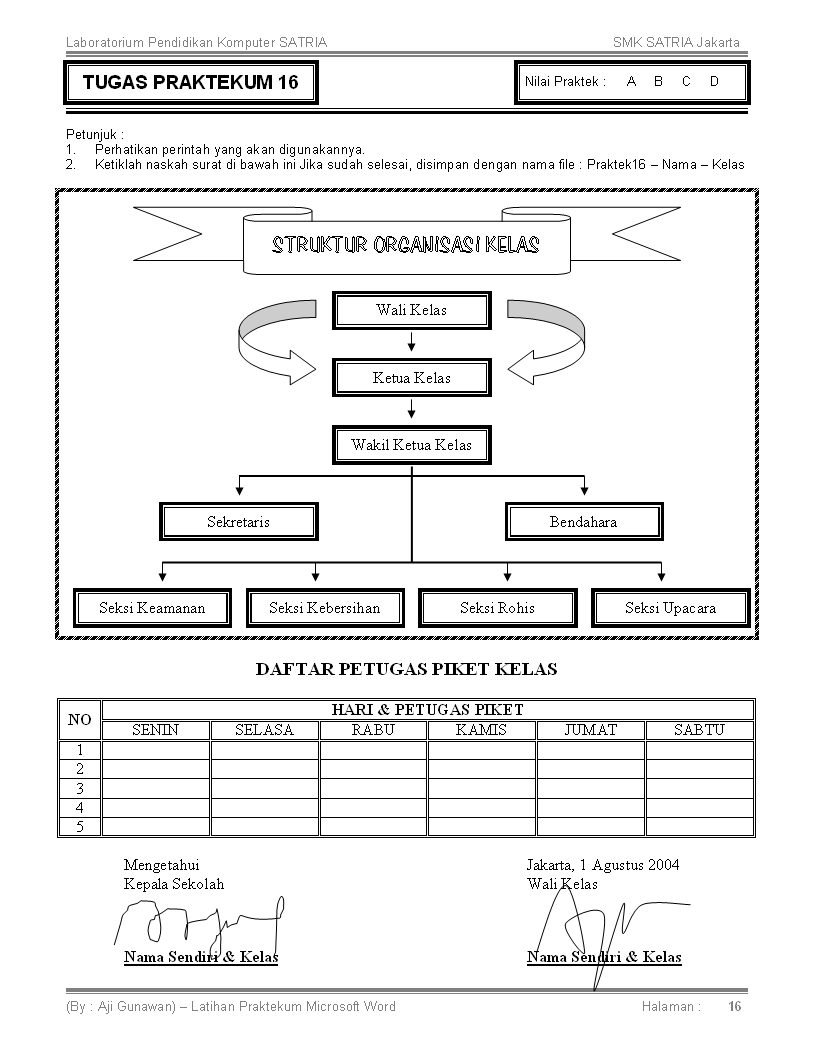 Laboratorium Pendidikan Komputer SATRIA SMK SATRIA Jakarta
TUGAS PRAKTEKUM 16
Nilai Praktek : A B C D
Petunjuk :
1. Perhatikan perintah yang akan digunakannya.
2. Ketiklah naskah surat di bawah ini Jika sudah selesai, disimpan dengan nama file : Praktek16 – Nama – Kelas
STRUKTUR ORGANISASI KELAS
Wali Kelas
Ketua Kelas
Wakil Ketua Kelas
Sekretaris Bendahara
Seksi Keamanan Seksi Kebersihan Seksi Rohis Seksi Upacara
DAFTAR PETUGAS PIKET KELAS
NO HARI & PETUGAS PIKET
SENIN SELASA RABU KAMIS JUMAT SABTU
1
2
3
4
5
Mengetahui Jakarta, 1 Agustus 2004
Kepala Sekolah Wali Kelas
Nama Sendiri & Kelas Nama Sendiri & Kelas
(By : Aji Gunawan) – Latihan Praktekum Microsoft Word Halaman : 16